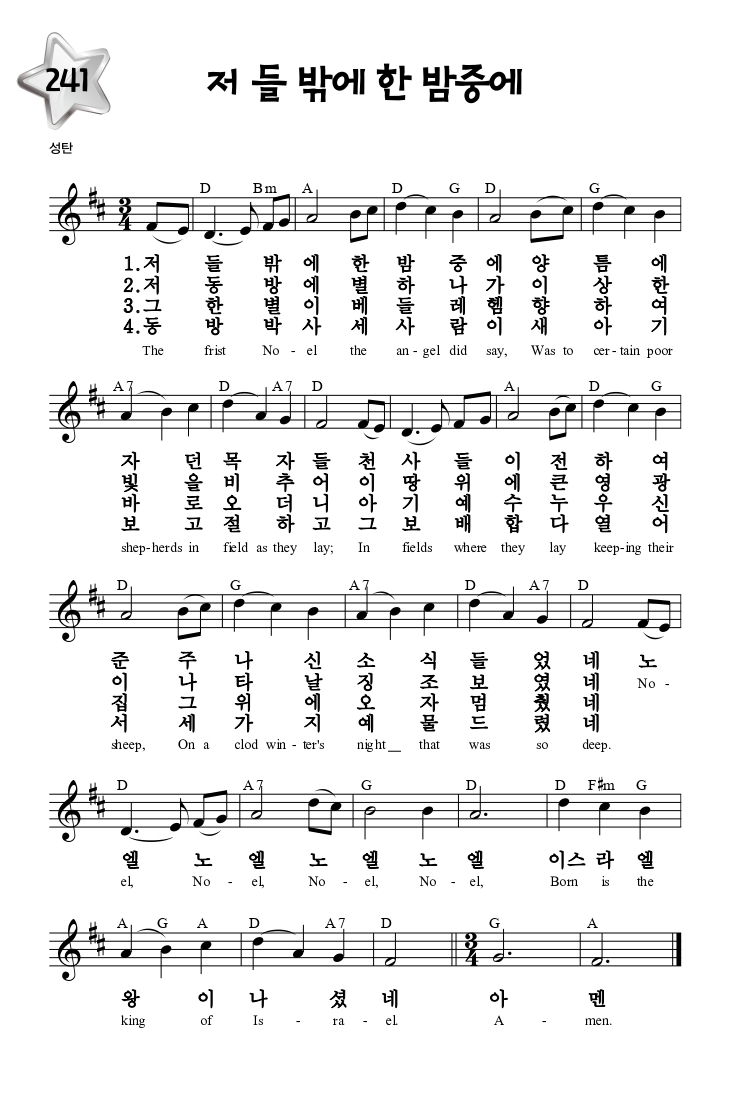 241
저 들 밖에 한 밤중에
성탄
D Bm A D G D G
1.저 들 밖 에 한 밤 중 에 양 틈 에
2.저 동 방 에 별 하 나 가 이 상 한
3.그 한 별 이 베 들 레 헴 향 하 여
4.동 방 박 사 세 사 람 이 새 아 기
The frist No - el the an - gel did say, Was to cer - tain poor
A7 D A7 D A D G
자 던 목 자 들 천 사 들 이 전 하 여
빛 을 비 추 어 이 땅 위 에 큰 영 광
바 로 오 더 니 아 기 예 수 누 우 신
보 고 절 하 고 그 보 배 합 다 열 어
shep-herds in field as they lay; In fields where they lay keep-ing their
D G A7 D A7 D
준 주 나 신 소 식 들 었 네 노
이 나 타 날 징 조 보 였 네 No -
집 그 위 에 오 자 멈 췄 네
서 세 가 지 예 물 드 렸 네
sheep, On a clod win - ter's night__ that was so deep.
D A7 G D D F#m G
엘 노 엘 노 엘 노 엘 이스 라 엘
el, No - el, No - el, No - el, Born is the
A G A D A7 D G A
왕 이 나 셨 네 아 멘
king of Is - ra - el. A - men.